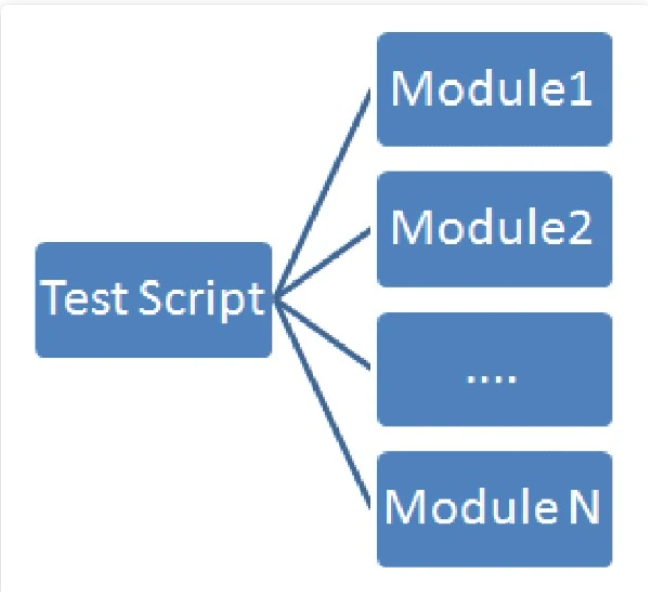 Module1
Module2
Test Script
....
Module N